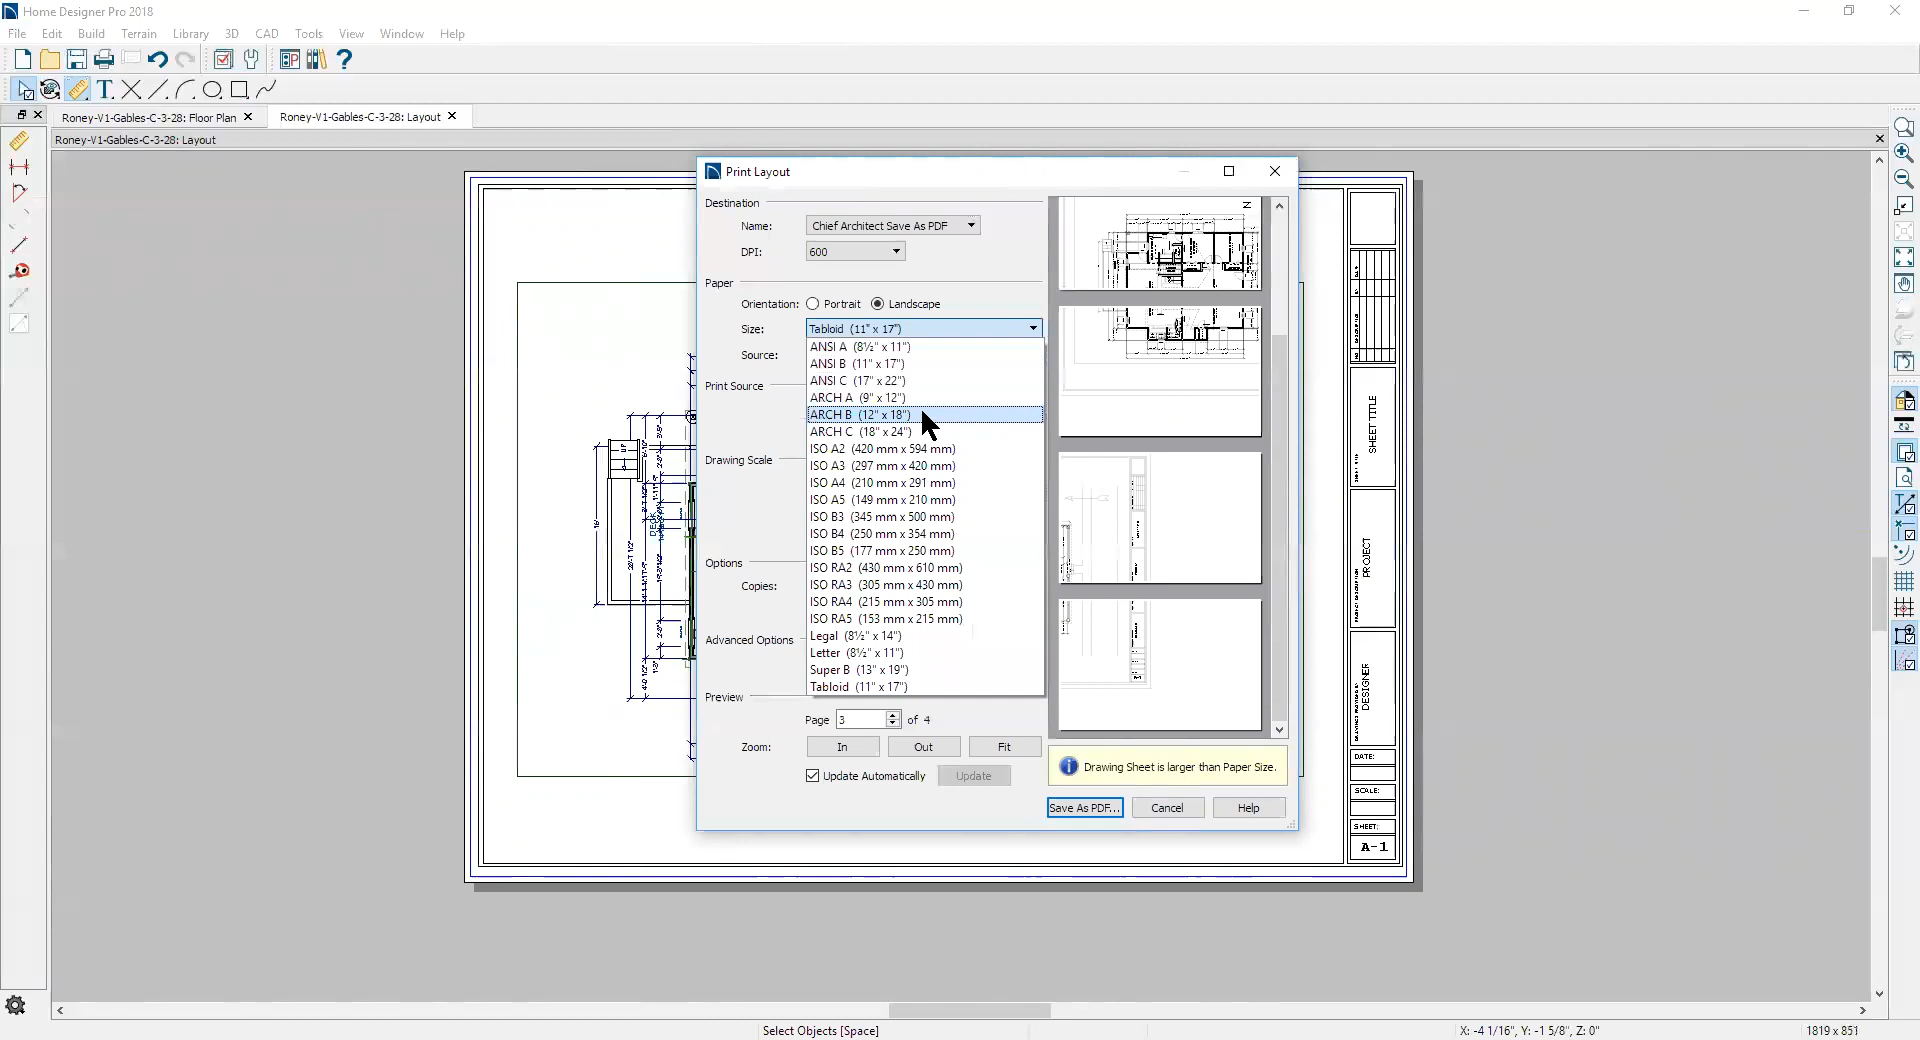 Home Designer Pro 2018
File Edit Build Terrain Library 3D CAD Tools View Window Help
Roney-V1-Gables-C-3-28: Floor Plan
Roney-V1-Gables-C-3-28: Layout
Roney-V1-Gables-C-3-28: Layout
Print Layout
Destination
Name: Chief Architect Save As PDF
DPI: 600
Paper
Orientation: Portrait Landscape
Size: Tabloid (11" x 17")
Source:
Print Source
Drawing Scale
Options
Copies:
Advanced Options
ANSI A (8½" x 11")
ANSI B (11" x 17")
ANSI C (17" x 22")
ARCH A (9" x 12")
ARCH B (12" x 18")
ARCH C (18" x 24")
ISO A2 (420 mm x 594 mm)
ISO A3 (297 mm x 420 mm)
ISO A4 (210 mm x 291 mm)
ISO A5 (149 mm x 210 mm)
ISO B3 (345 mm x 500 mm)
ISO B4 (250 mm x 354 mm)
ISO B5 (177 mm x 250 mm)
ISO RA2 (430 mm x 610 mm)
ISO RA3 (305 mm x 430 mm)
ISO RA4 (215 mm x 305 mm)
ISO RA5 (153 mm x 215 mm)
Legal (8½" x 14")
Letter (8½" x 11")
Super B (13" x 19")
Tabloid (11" x 17")
Preview
Page 3 of 4
Zoom: In Out Fit
Update Automatically Update
Drawing Sheet is larger than Paper Size.
Save As PDF... Cancel Help
UP
DECK
16'
20'-7 1/2"
SHEET TITLE
PROJECT
DESIGNER
DATE:
SCALE:
SHEET:
A-1
Select Objects [Space]
X: -4 1/16", Y: -1 5/8", Z: 0"
1819 x 851